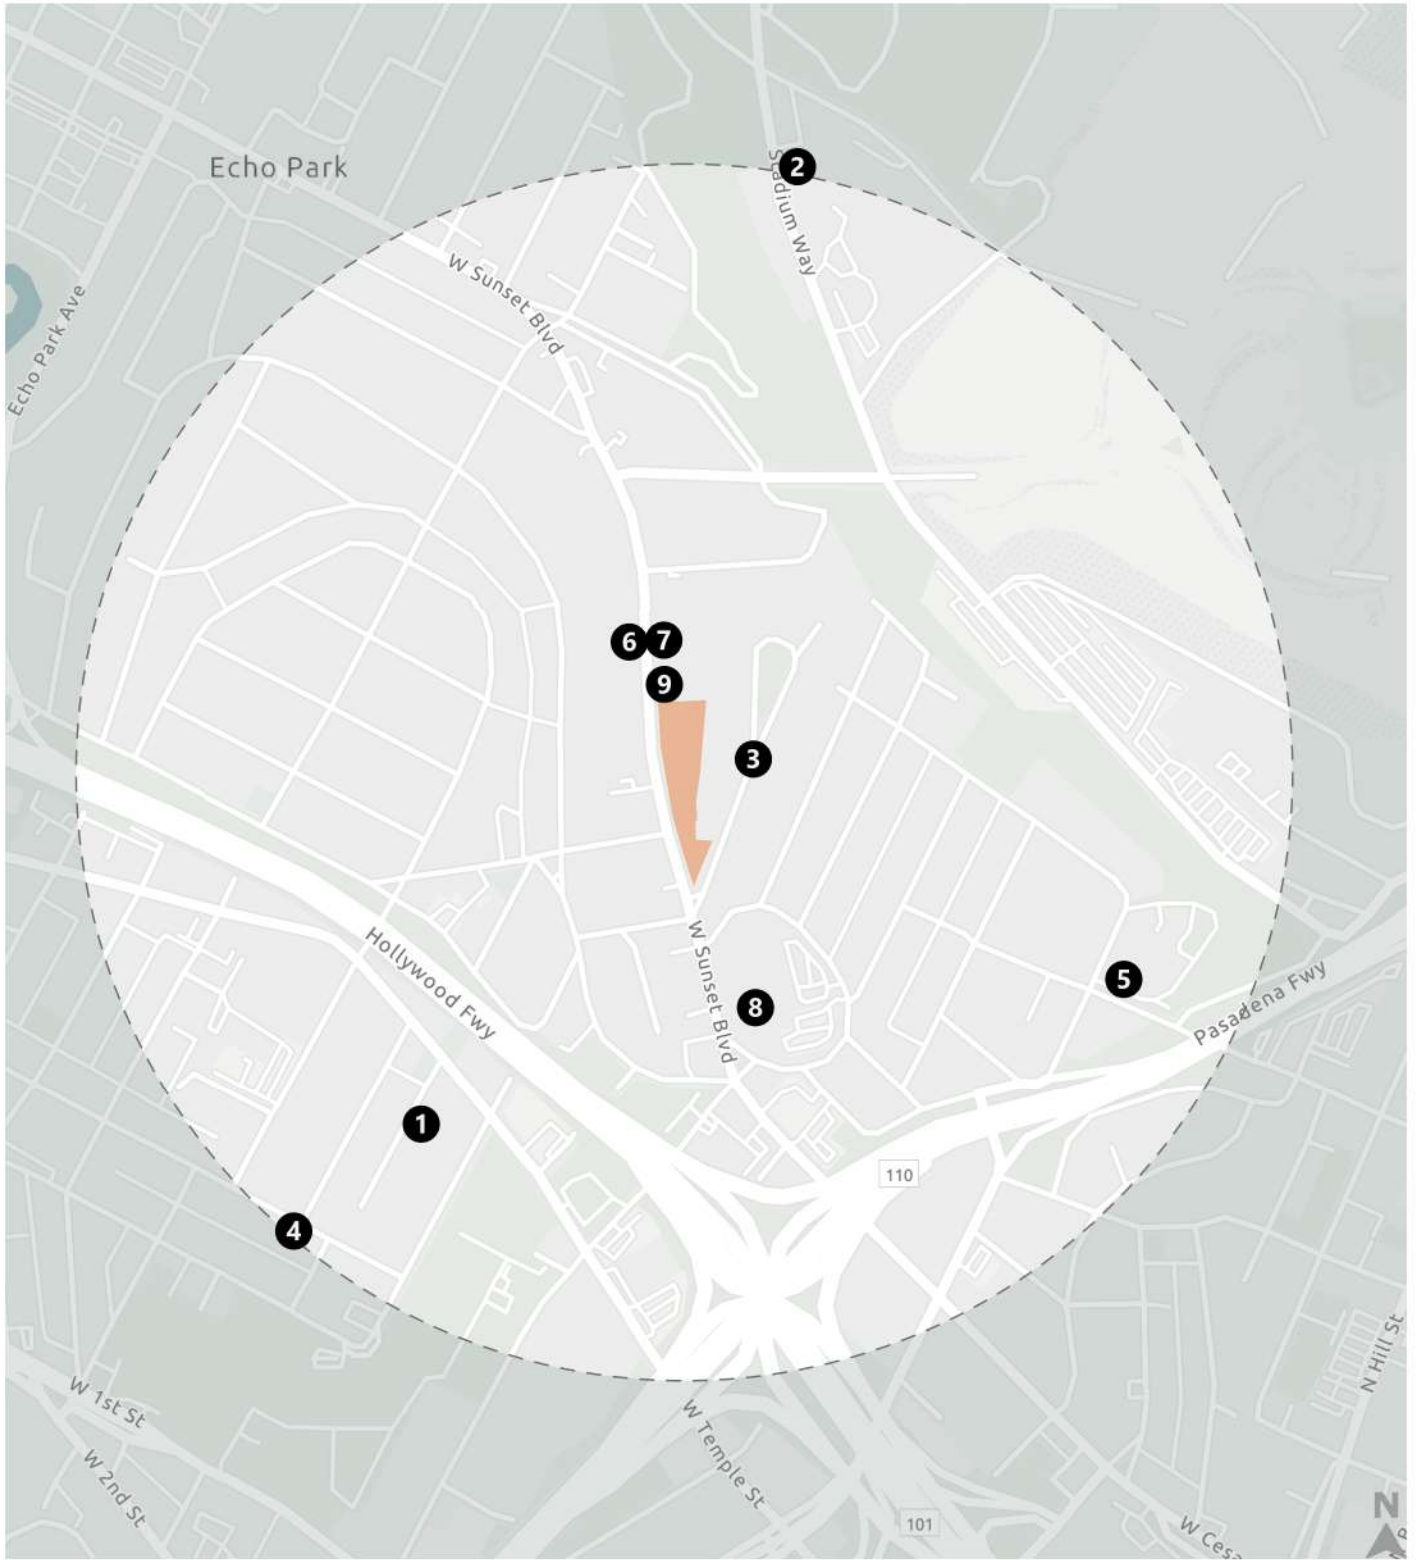 Echo Park
2
Stadium Way
W Sunset Blvd
Echo Park Ave
6
7
9
3
W Sunset Blvd
Hollywood Fwy
5
Pasadena Fwy
8
1
110
4
N Hill St
W 1st St
W Temple St
W 2nd St
N
101
W Cesa